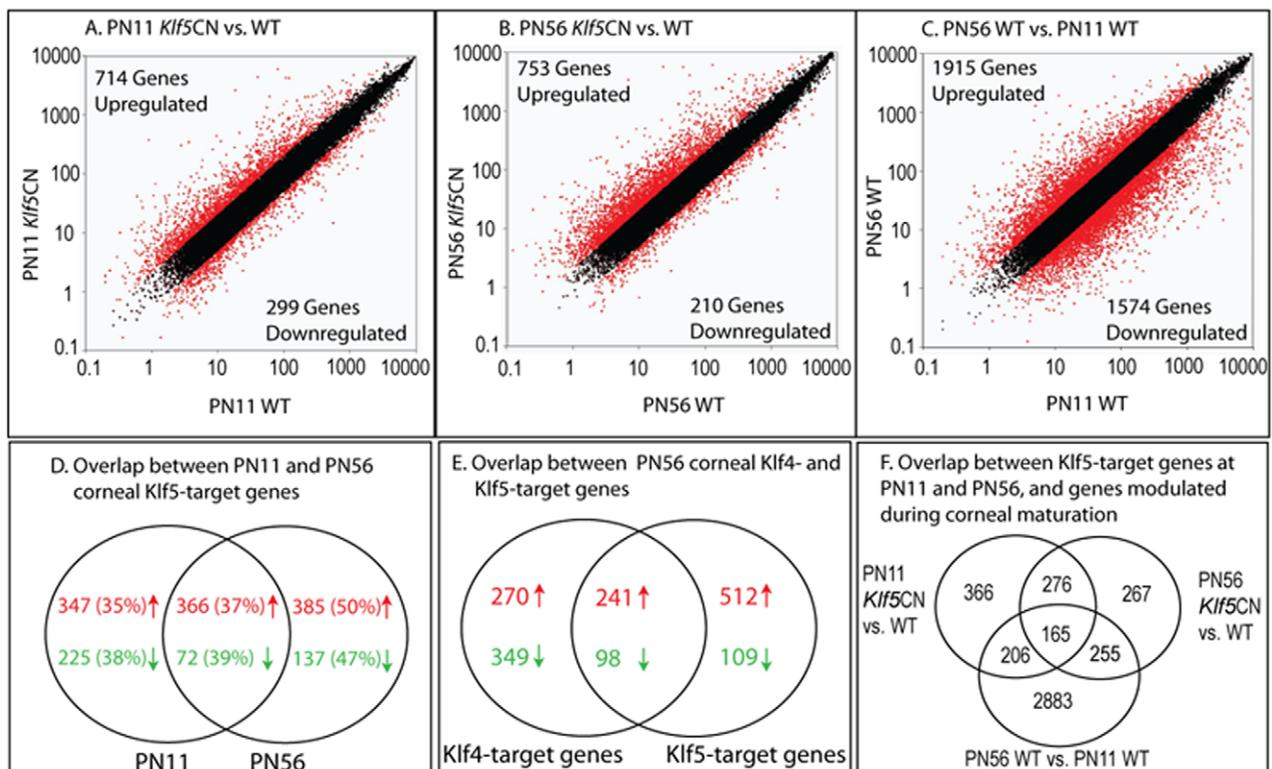 A. PN11 Klf5CN vs. WT
10000
1000
100
10
1
0.1
714 Genes
Upregulated
299 Genes
Downregulated
PN11 Klf5CN
0.1 1 10 100 1000 10000
PN11 WT
B. PN56 Klf5CN vs. WT
10000
1000
100
10
1
0.1
753 Genes
Upregulated
210 Genes
Downregulated
PN56 Klf5CN
0.1 1 10 100 1000 10000
PN56 WT
C. PN56 WT vs. PN11 WT
10000
1000
100
10
1
0.1
1915 Genes
Upregulated
1574 Genes
Downregulated
PN56 WT
0.1 1 10 100 1000 10000
PN11 WT
D. Overlap between PN11 and PN56
corneal Klf5-target genes
347 (35%)↑ 366 (37%)↑ 385 (50%)↑
225 (38%)↓ 72 (39%) ↓ 137 (47%)↓
PN11 PN56
E. Overlap between PN56 corneal Klf4- and
Klf5-target genes
270↑ 241↑ 512↑
349↓ 98 ↓ 109↓
Klf4-target genes Klf5-target genes
F. Overlap between Klf5-target genes at
PN11 and PN56, and genes modulated
during corneal maturation
PN11
Klf5CN
vs. WT
366 276 267
PN56
Klf5CN
vs. WT
165
206 255
2883
PN56 WT vs. PN11 WT